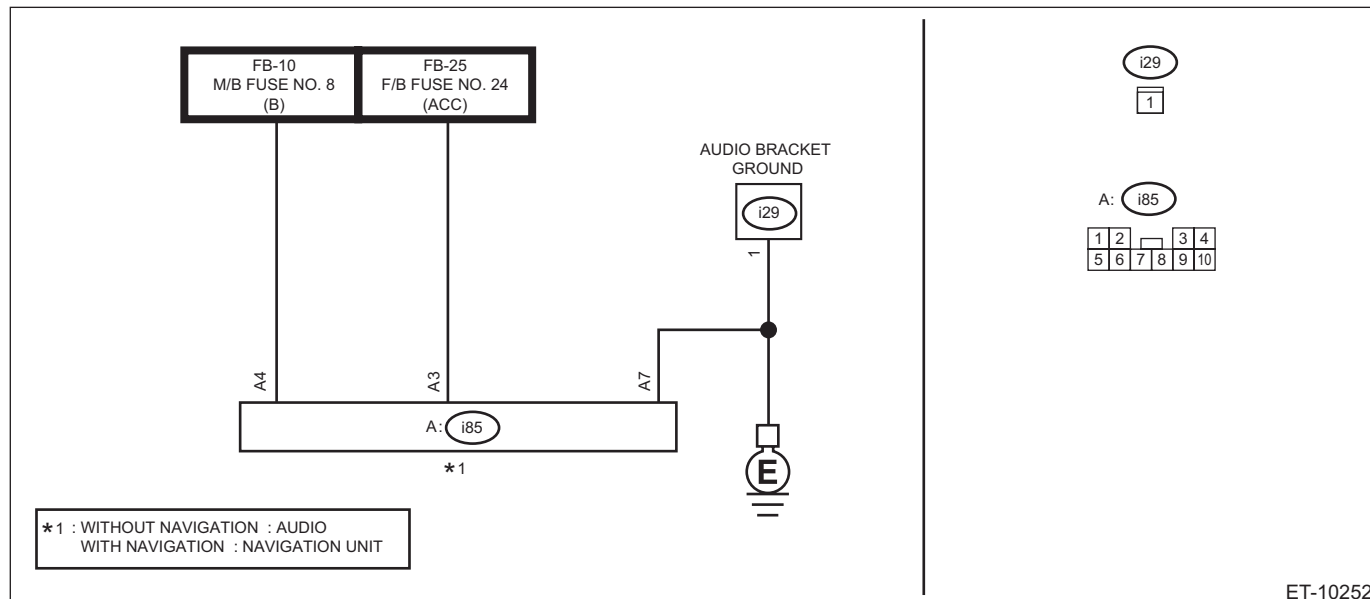 FB-10
M/B FUSE NO. 8
(B)
FB-25
F/B FUSE NO. 24
(ACC)
AUDIO BRACKET
GROUND
i29
1
A4
A3
A7
A: i85
*1
E
*1 : WITHOUT NAVIGATION : AUDIO
WITH NAVIGATION : NAVIGATION UNIT
i29
1
A: i85
1 2 3 4
5 6 7 8 9 10
ET-10252